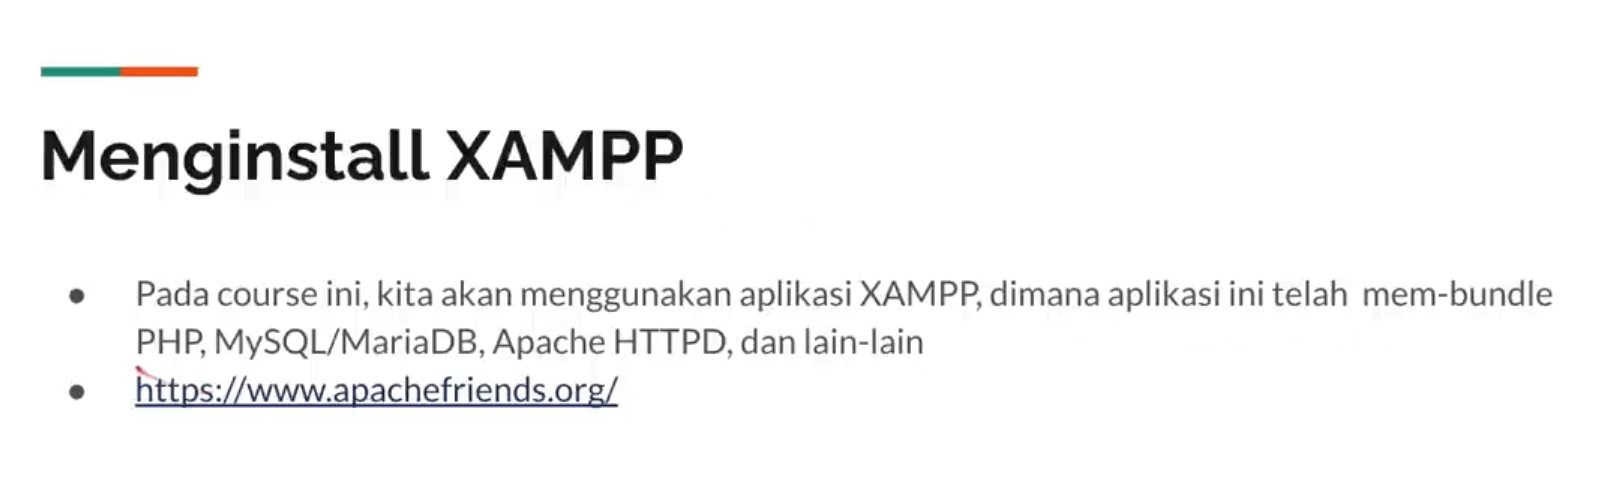 Menginstall XAMPP
● Pada course ini, kita akan menggunakan aplikasi XAMPP, dimana aplikasi ini telah mem-bundle
PHP, MySQL/MariaDB, Apache HTTPD, dan lain-lain
● https://www.apachefriends.org/